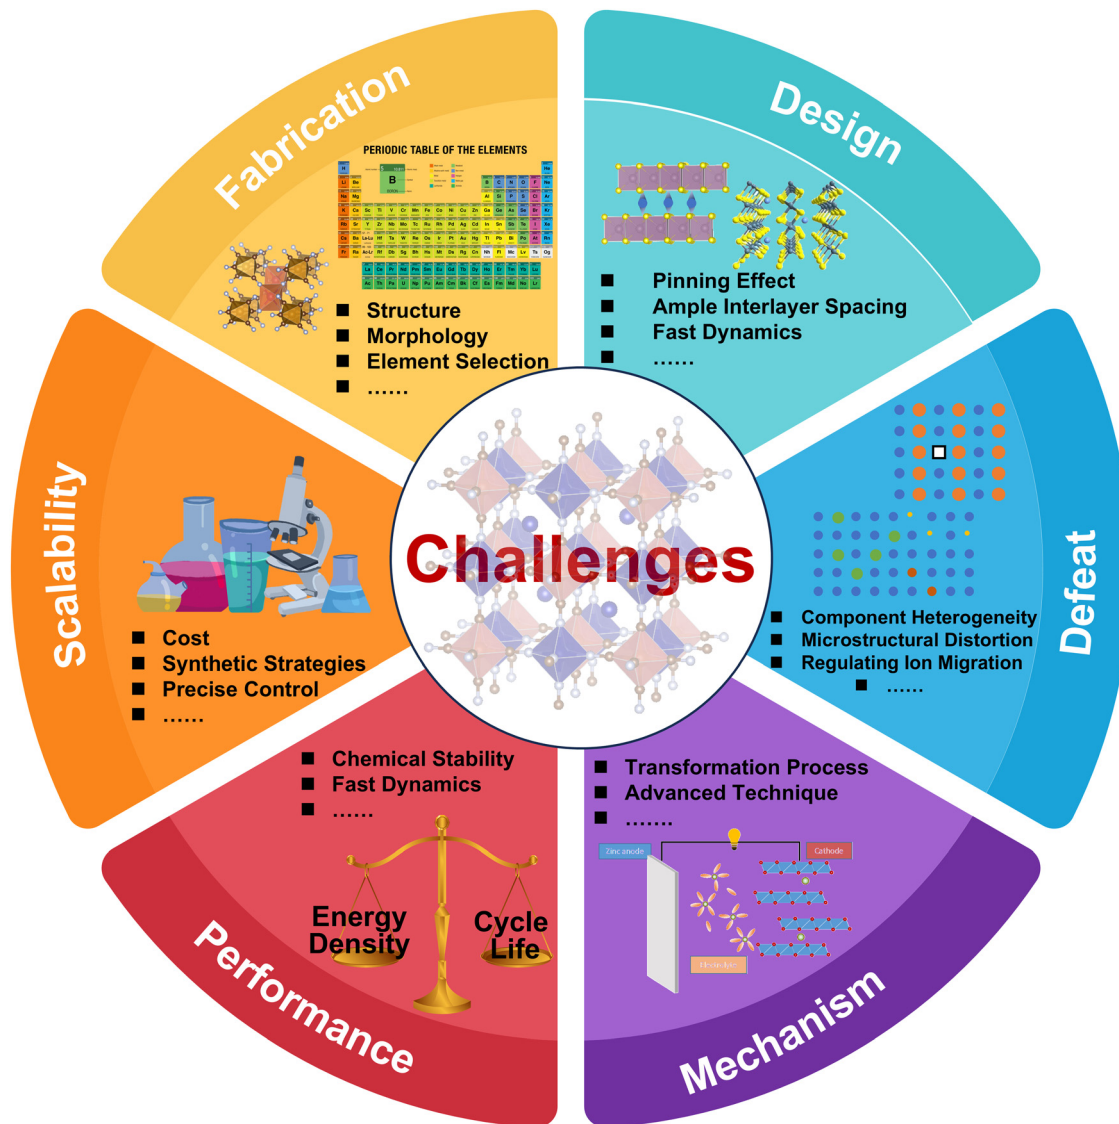 Fabrication
PERIODIC TABLE OF THE ELEMENTS
B
■ Structure
■ Morphology
■ Element Selection
■ ……
Design
■ Pinning Effect
■ Ample Interlayer Spacing
■ Fast Dynamics
■ ……
Scalability
■ Cost
■ Synthetic Strategies
■ Precise Control
■ ……
Challenges
Defeat
■ Component Heterogeneity
■ Microstructural Distortion
■ Regulating Ion Migration
■ ……
Performance
■ Chemical Stability
■ Fast Dynamics
■ ……
Energy
Density
Cycle
Life
Mechanism
■ Transformation Process
■ Advanced Technique
■ …….
Zinc anode
Cathode